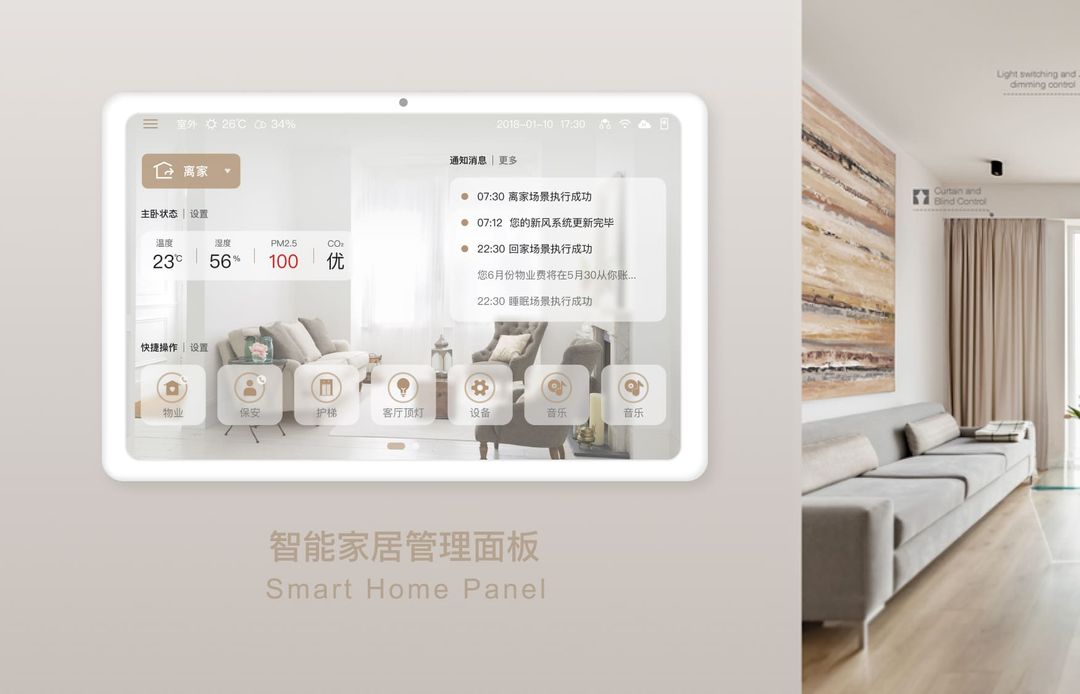 室外 26℃ 34%
2018-01-10 17:30
离家
主卧状态 | 设置
温度 湿度 PM2.5 CO₂
23℃ 56% 100 优
通知消息 | 更多
07:30 离家场景执行成功
07:12 您的新风系统更新完毕
22:30 回家场景执行成功
您6月份物业费将在5月30从你账...
22:30 睡眠场景执行成功
快捷操作 | 设置
物业 保安 护梯 客厅顶灯 设备 音乐 音乐
智能家居管理面板
Smart Home Panel
Light switching and
dimming control
Curtain and
Blind Control